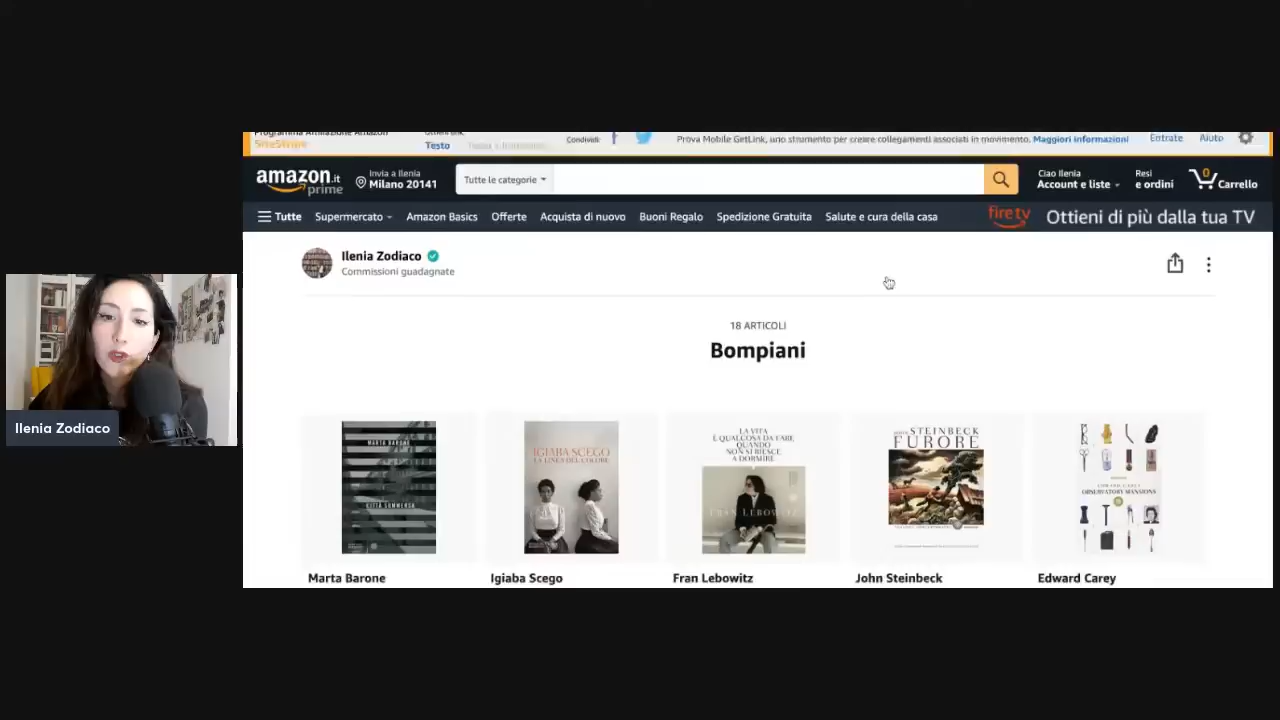 Programma Affiliazione Amazon
SiteStripe
Ottieni link:
Testo
Condividi:
Prova Mobile GetLink, uno strumento per creare collegamenti associati in movimento. Maggiori informazioni
Entrate
Aiuto
amazon.it
prime
Invia a Ilenia
Milano 20141
Tutte le categorie
Ciao Ilenia
Account e liste
Resi
e ordini
0
Carrello
Tutte
Supermercato
Amazon Basics
Offerte
Acquista di nuovo
Buoni Regalo
Spedizione Gratuita
Salute e cura della casa
fire tv
Ottieni di più dalla tua TV
Ilenia Zodiaco
Commissioni guadagnate
18 ARTICOLI
Bompiani
MARTA BARONE
CITTÀ SOMMERSA
IGIABA SCEGO
LA LINEA DEL COLORE
LA VITA
È QUALCOSA DA FARE
QUANDO
NON SI RIESCE
A DORMIRE
FRAN LEBOWITZ
STEINBECK
FURORE
EDWARD CAREY
OBSERVATORY MANSIONS
Marta Barone
Igiaba Scego
Fran Lebowitz
John Steinbeck
Edward Carey
Ilenia Zodiaco